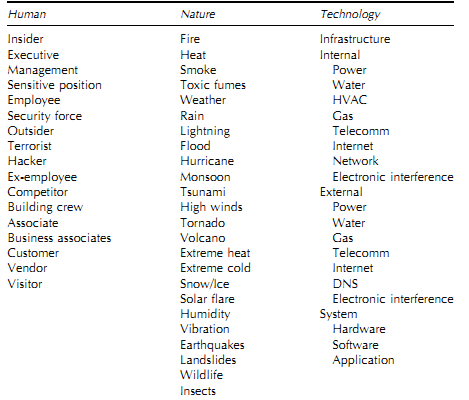 Human Nature Technology
Insider Fire Infrastructure
Executive Heat Internal
Management Smoke Power
Sensitive position Toxic fumes Water
Employee Weather HVAC
Security force Rain Gas
Outsider Lightning Telecomm
Terrorist Flood Internet
Hacker Hurricane Network
Ex-employee Monsoon Electronic interference
Competitor Tsunami External
Building crew High winds Power
Associate Tornado Water
Business associates Volcano Gas
Customer Extreme heat Telecomm
Vendor Extreme cold Internet
Visitor Snow/Ice DNS
Solar flare Electronic interference
Humidity System
Vibration Hardware
Earthquakes Software
Landslides Application
Wildlife
Insects